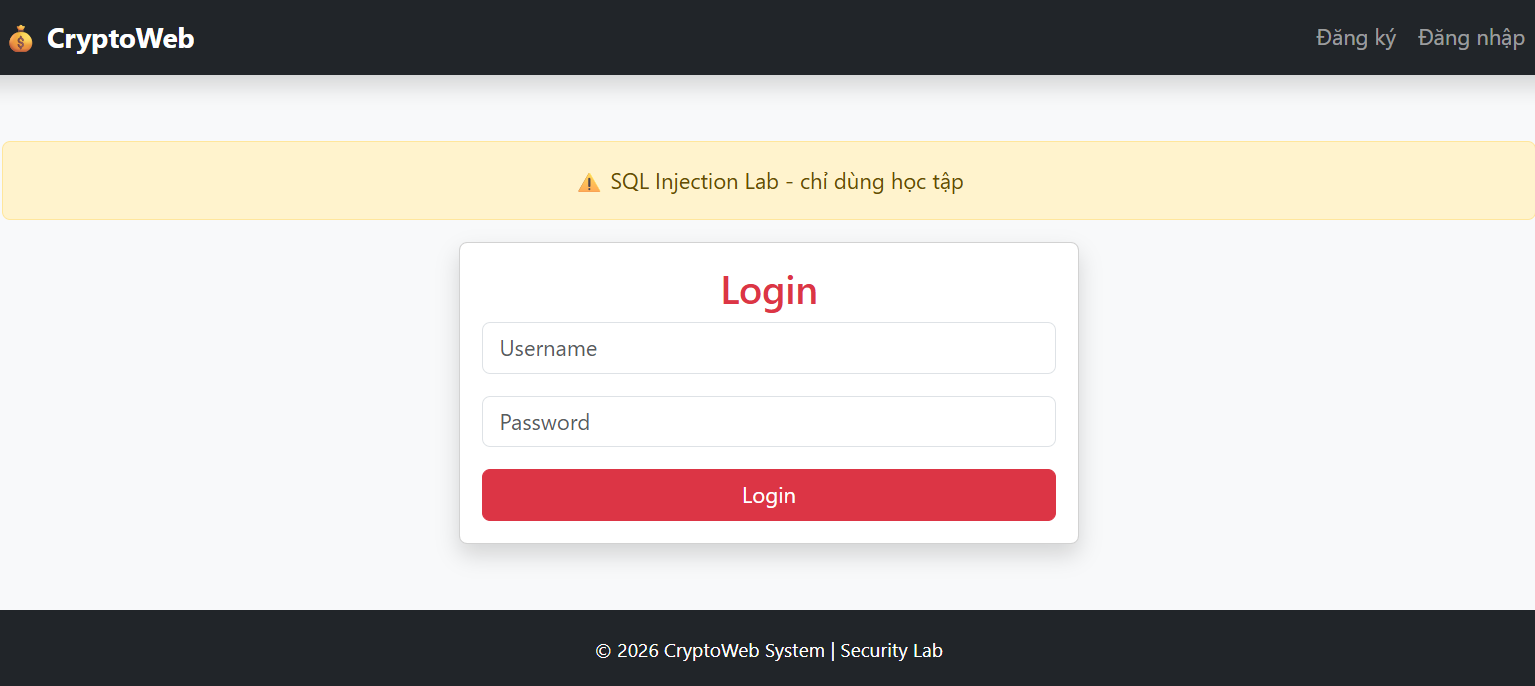 CryptoWeb
Đăng ký Đăng nhập
SQL Injection Lab - chỉ dùng học tập
Login
Username
Password
Login
© 2026 CryptoWeb System | Security Lab